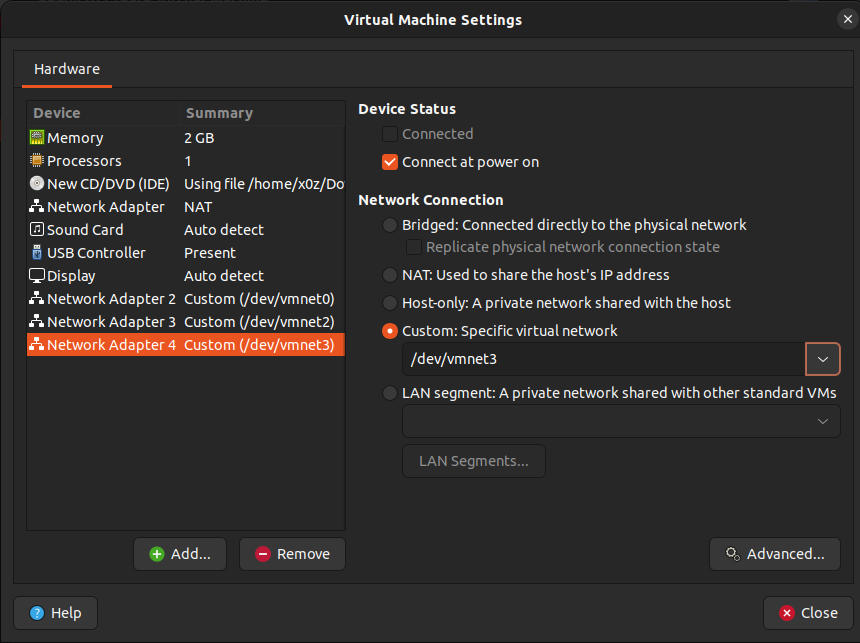 Virtual Machine Settings
Hardware
Device Summary
Memory 2 GB
Processors 1
New CD/DVD (IDE) Using file /home/x0z/Do
Network Adapter NAT
Sound Card Auto detect
USB Controller Present
Display Auto detect
Network Adapter 2 Custom (/dev/vmnet0)
Network Adapter 3 Custom (/dev/vmnet2)
Network Adapter 4 Custom (/dev/vmnet3)
Add...
Remove
Device Status
Connected
Connect at power on
Network Connection
Bridged: Connected directly to the physical network
Replicate physical network connection state
NAT: Used to share the host's IP address
Host-only: A private network shared with the host
Custom: Specific virtual network
/dev/vmnet3
LAN segment: A private network shared with other standard VMs
LAN Segments...
Advanced...
Help
Close